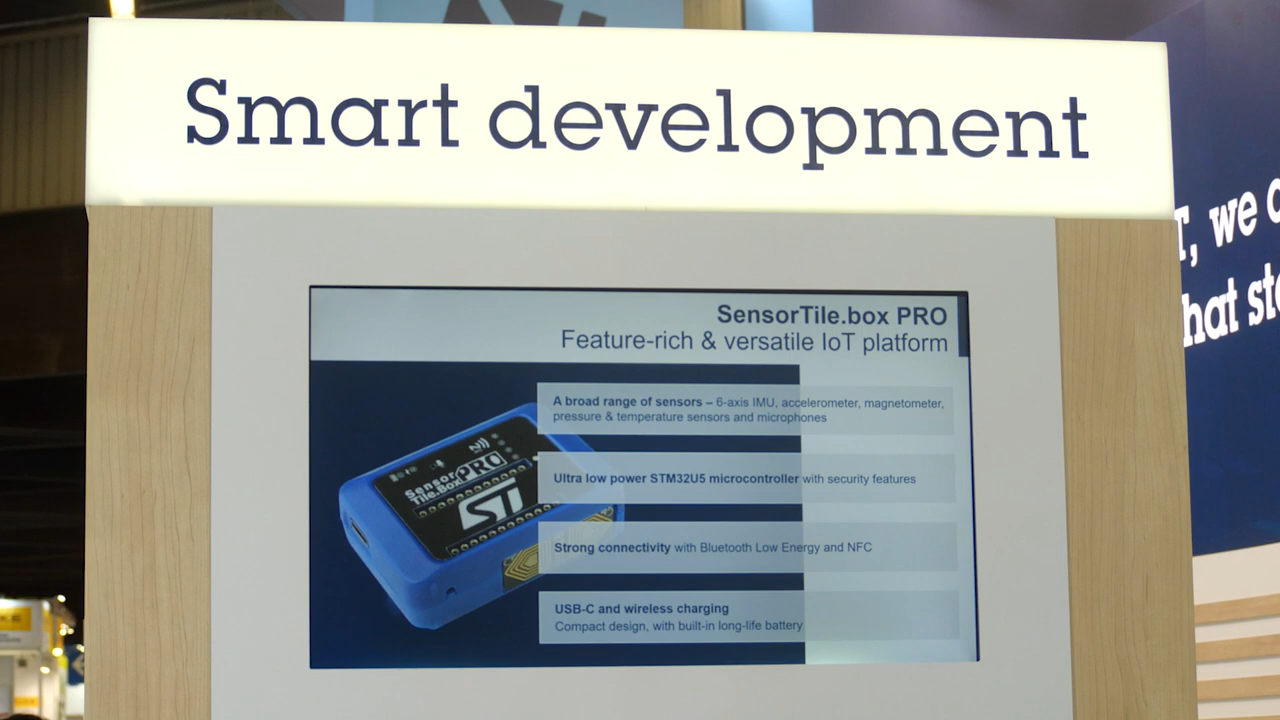 Smart development
T, we
hat st
SensorTile.box PRO
Feature-rich & versatile IoT platform
A broad range of sensors – 6-axis IMU, accelerometer, magnetometer,
pressure & temperature sensors and microphones
Ultra low power STM32U5 microcontroller with security features
Strong connectivity with Bluetooth Low Energy and NFC
USB-C and wireless charging
Compact design, with built-in long-life battery
Sensor
Tile.Box PRO
ST